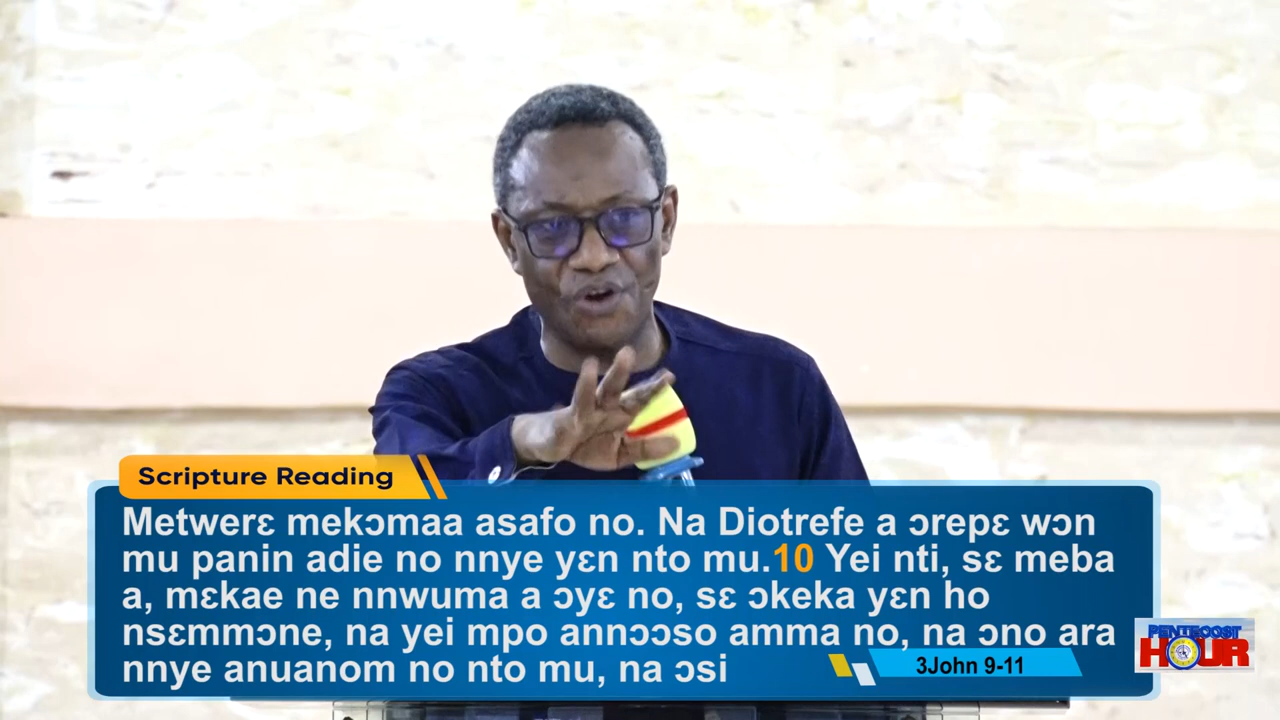 Scripture Reading
Metwerɛ mekɔmaa asafo no. Na Diotrefe a ɔrepɛ wɔn
mu panin adie no nnye yɛn nto mu.10 Yei nti, sɛ meba
a, mɛkae ne nnwuma a ɔyɛ no, sɛ ɔkeka yɛn ho
nsɛmmɔne, na yei mpo annɔɔso amma no, na ɔno ara
nnye anuanom no nto mu, na ɔsi
3John 9-11
PENTECOST
HOUR